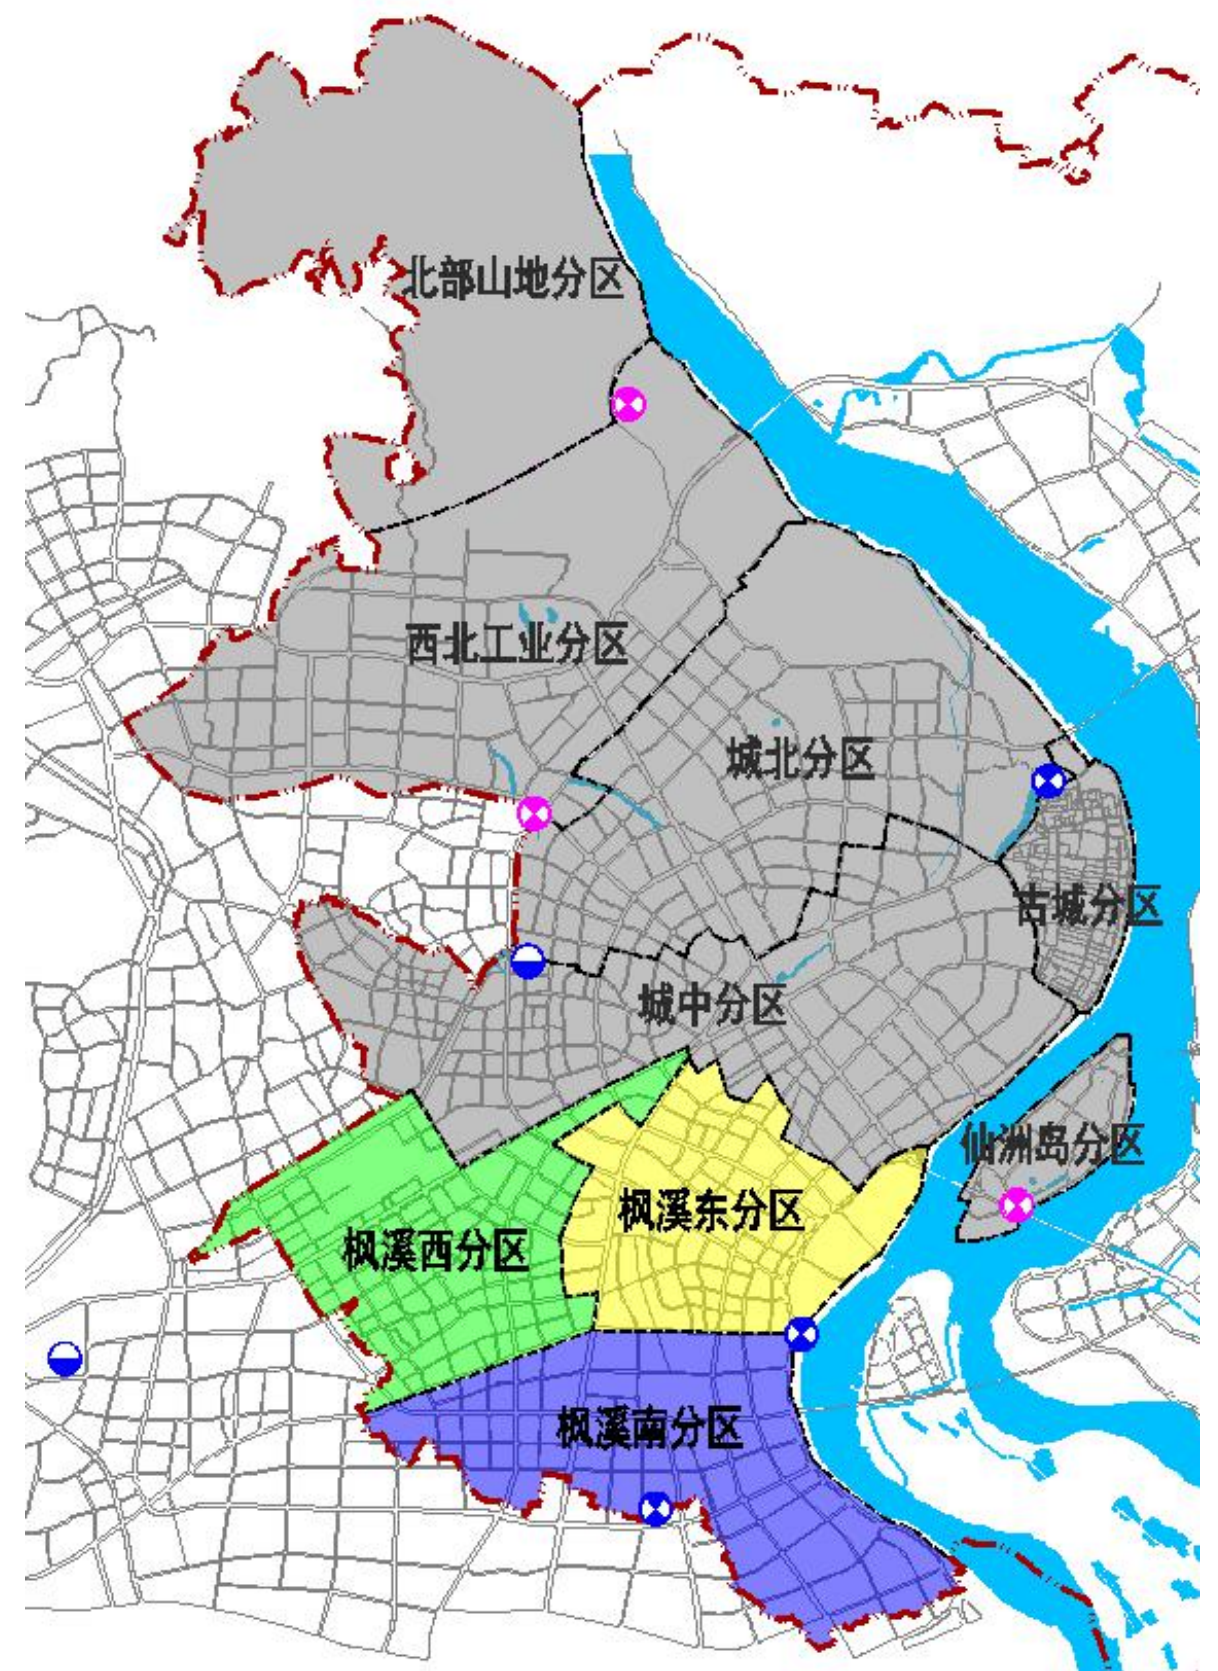 北部山地分区
西北工业分区
城北分区
古城分区
城中分区
仙洲岛分区
枫溪东分区
枫溪西分区
枫溪南分区